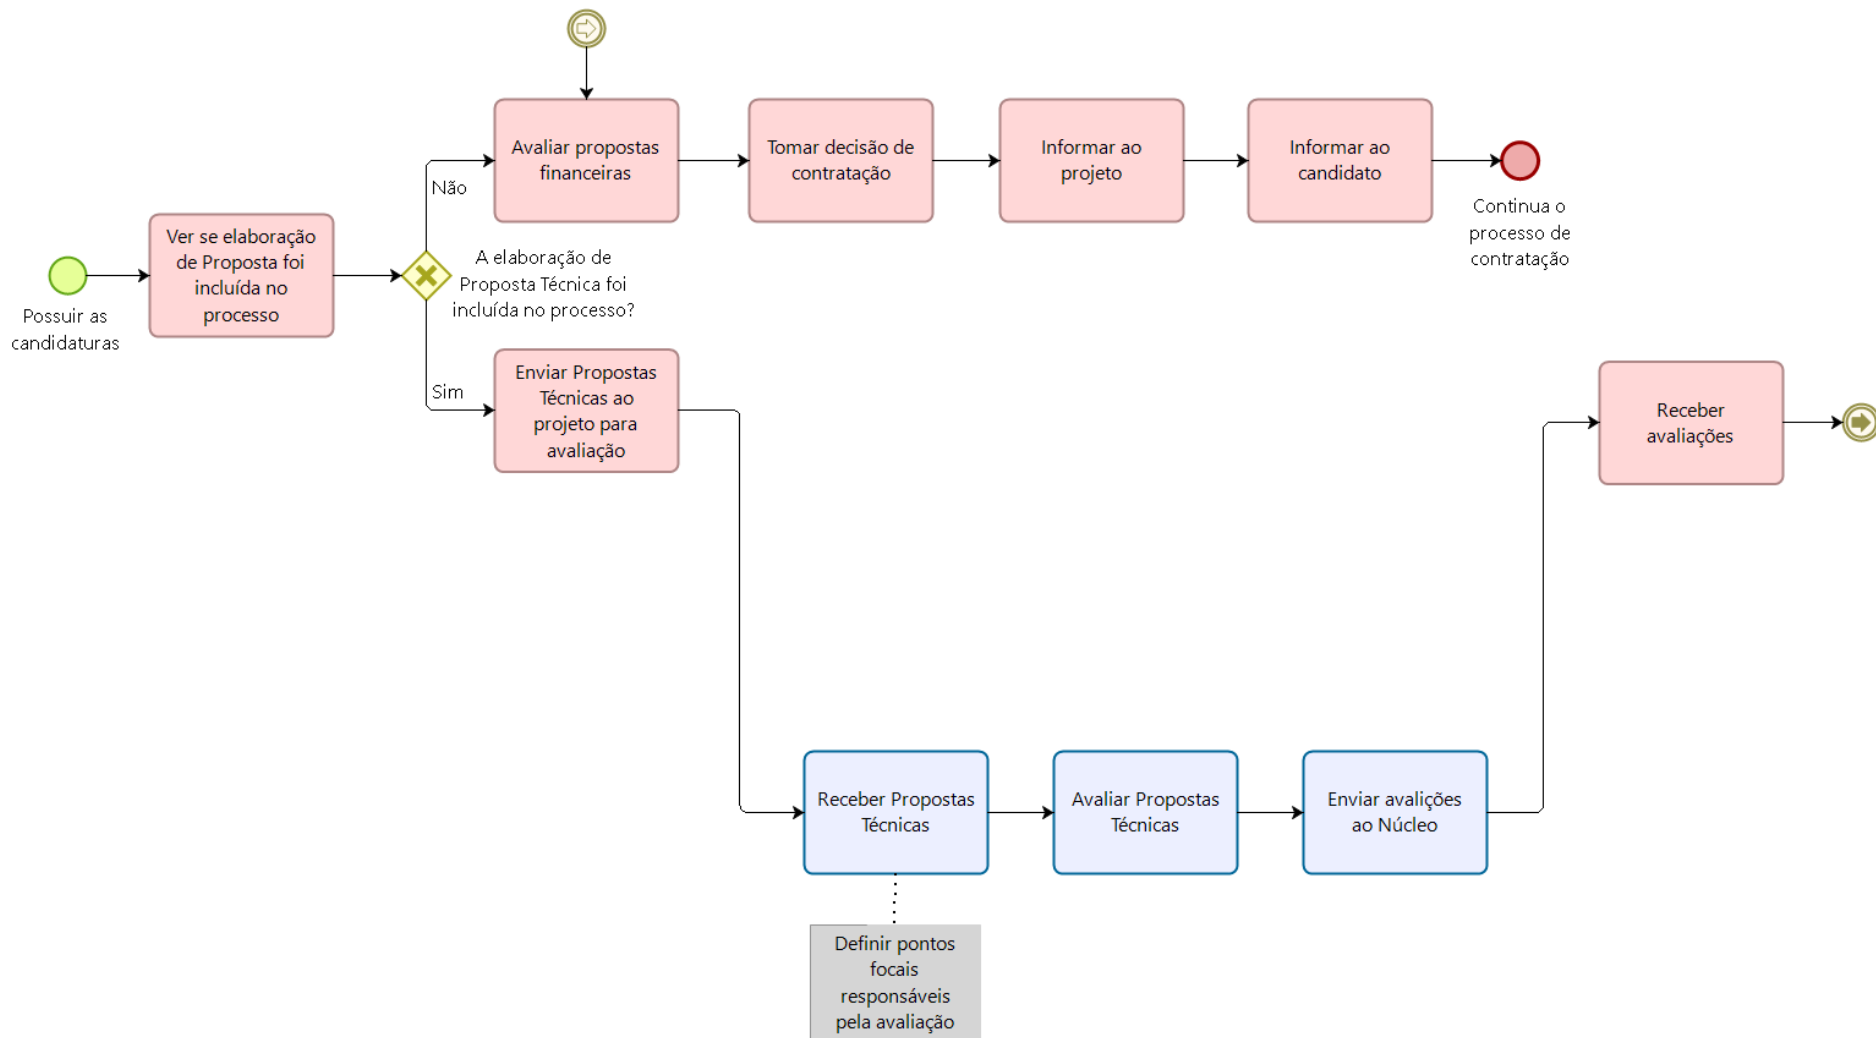 Possuir as
candidaturas
Ver se elaboração
de Proposta foi
incluída no
processo
A elaboração de
Proposta Técnica foi
incluída no processo?
Não
Avaliar propostas
financeiras
Tomar decisão de
contratação
Informar ao
projeto
Informar ao
candidato
Continua o
processo de
contratação
Sim
Enviar Propostas
Técnicas ao
projeto para
avaliação
Receber Propostas
Técnicas
Definir pontos
focais
responsáveis
pela avaliação
Avaliar Propostas
Técnicas
Enviar avalições
ao Núcleo
Receber
avaliações